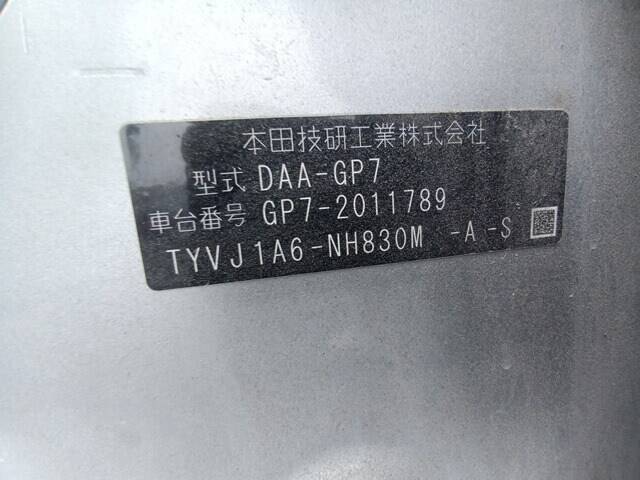 本田技研工業株式会社
型式 DAA-GP7
車台番号 GP7-2011789
TYVJ1A6-NH830M -A-S